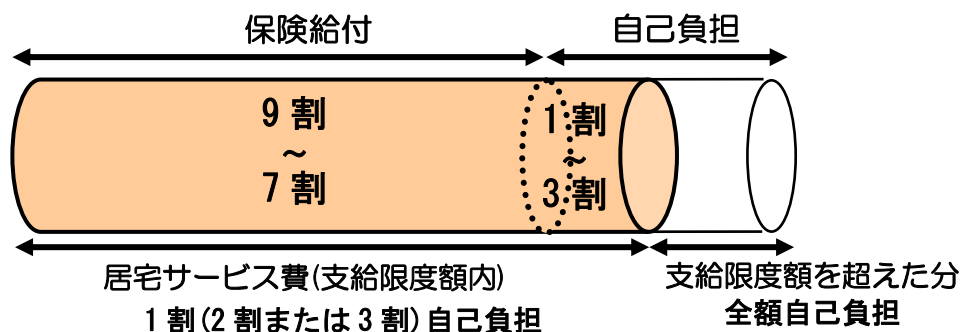 保険給付
自己負担
9割
～
7割
1割
～
3割
居宅サービス費(支給限度額内)
1割(2割または3割)自己負担
支給限度額を超えた分
全額自己負担